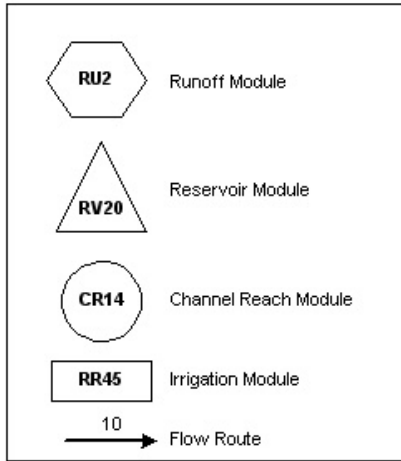 RU2 Runoff Module
RV20 Reservoir Module
CR14 Channel Reach Module
RR45 Irrigation Module
10
Flow Route